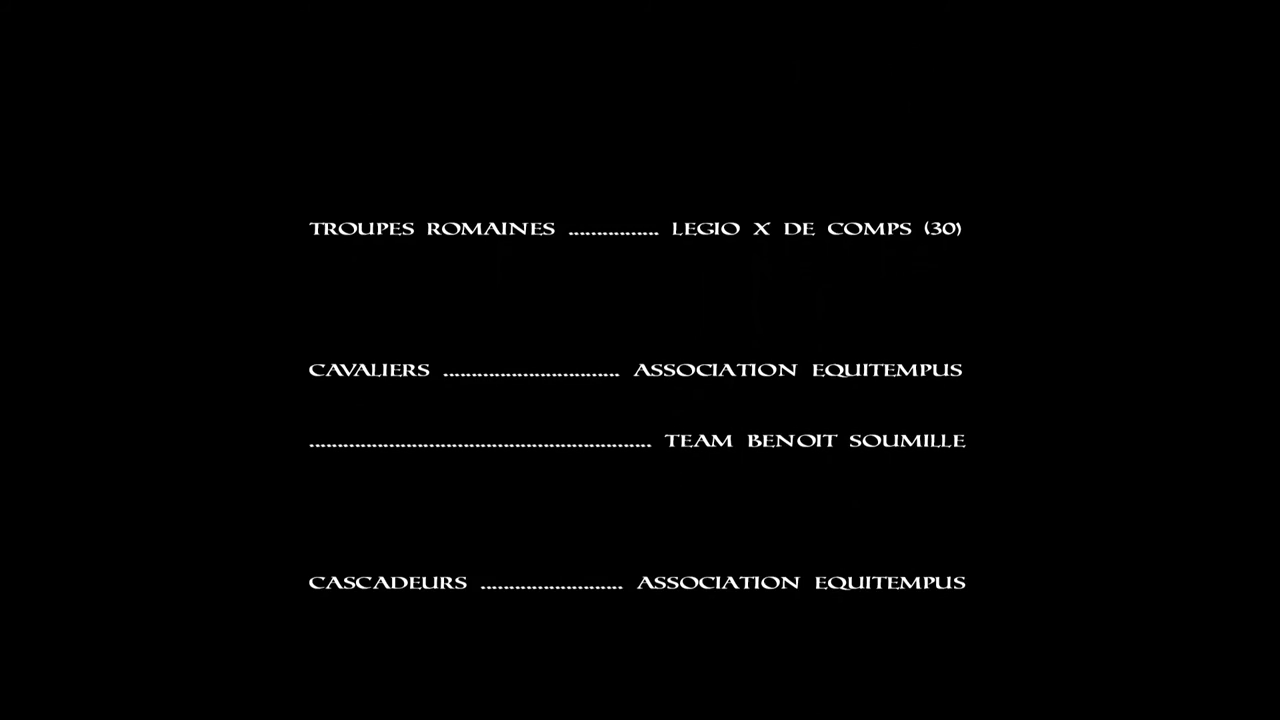 TROUPES ROMAINES ................ LEGIO X DE COMPS (30)
CAVALIERS ............................... ASSOCIATION EQUITEMPUS
............................................................ TEAM BENOIT SOUMILLE
CASCADEURS ......................... ASSOCIATION EQUITEMPUS